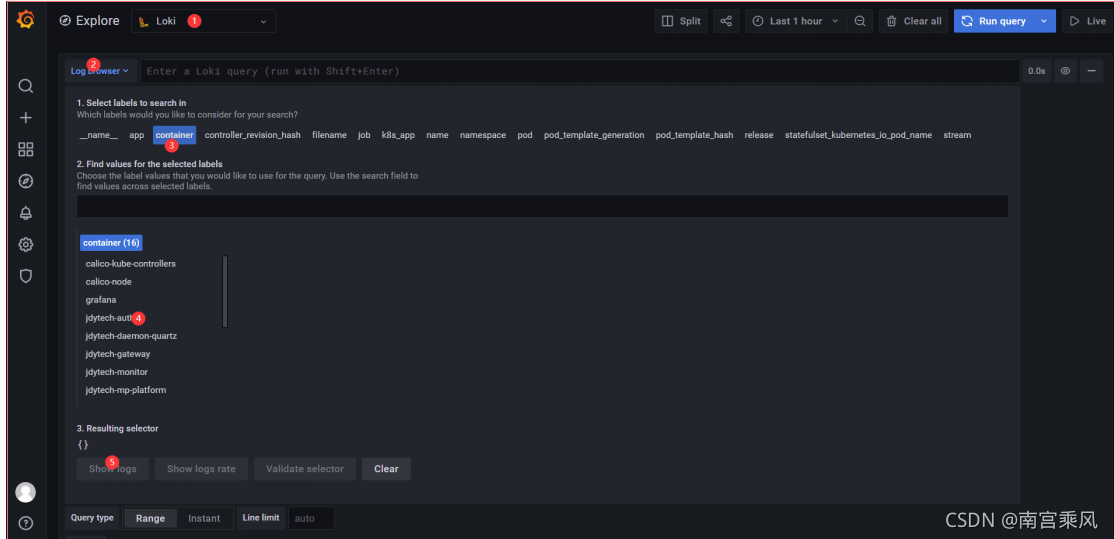 Explore Loki 1 Split Last 1 hour Clear all Run query Live
2
Log browser Enter a Loki query (run with Shift+Enter) 0.0s
1. Select labels to search in
Which labels would you like to consider for your search?
__name__ app container controller_revision_hash filename job k8s_app name namespace pod pod_template_generation pod_template_hash release statefulset_kubernetes_io_pod_name stream
3
2. Find values for the selected labels
Choose the label values that you would like to use for the query. Use the search field to
find values across selected labels.
container (16)
calico-kube-controllers
calico-node
grafana
jdytech-auth 4
jdytech-daemon-quartz
jdytech-gateway
jdytech-monitor
jdytech-mp-platform
3. Resulting selector
{}
5
Show logs Show logs rate Validate selector Clear
Query type Range Instant Line limit auto
CSDN @南宫乘风